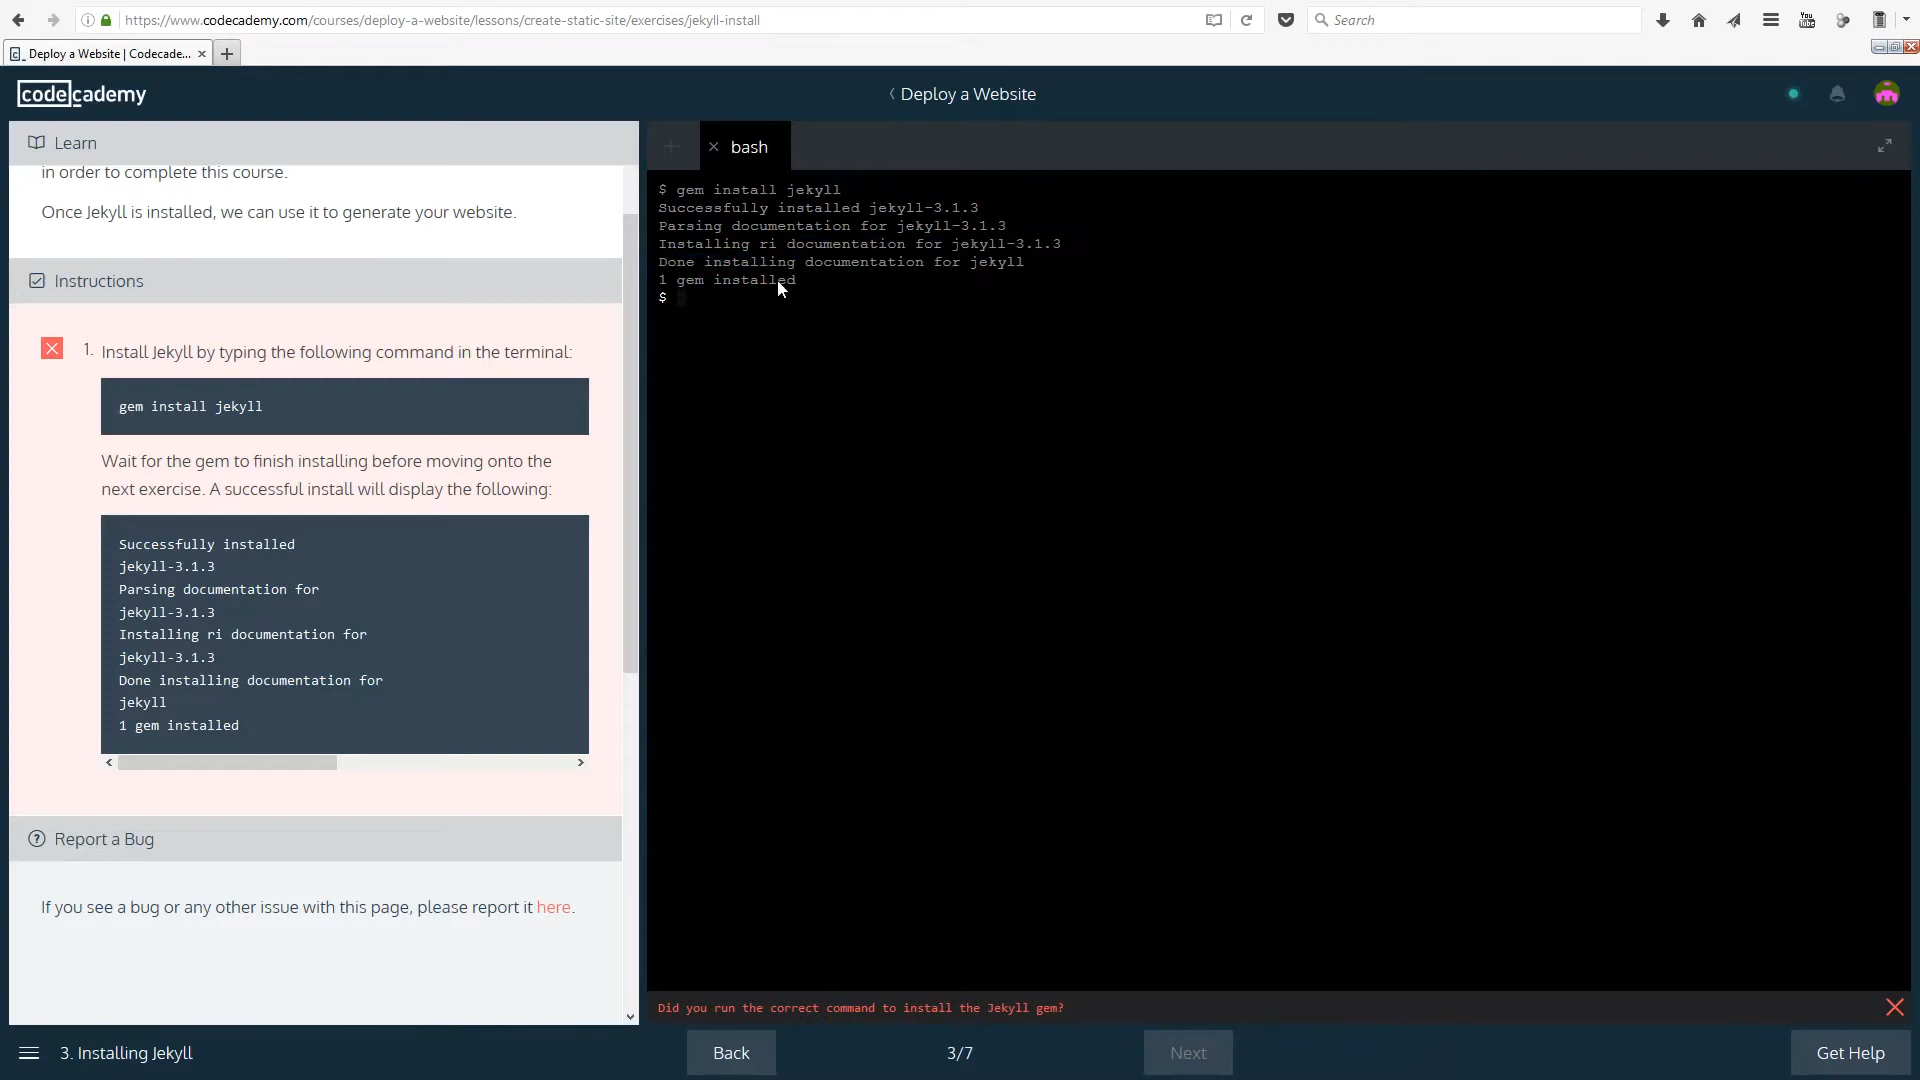 https://www.codecademy.com/courses/deploy-a-website/lessons/create-static-site/exercises/jekyll-install
Search
You
Tube
Deploy a Website | Codecade...
code|cademy
Deploy a Website
Learn
in order to complete this course.
Once Jekyll is installed, we can use it to generate your website.
Instructions
1. Install Jekyll by typing the following command in the terminal:
gem install jekyll
Wait for the gem to finish installing before moving onto the
next exercise. A successful install will display the following:
Successfully installed
jekyll-3.1.3
Parsing documentation for
jekyll-3.1.3
Installing ri documentation for
jekyll-3.1.3
Done installing documentation for
jekyll
1 gem installed
Report a Bug
If you see a bug or any other issue with this page, please report it here.
bash
$ gem install jekyll
Successfully installed jekyll-3.1.3
Parsing documentation for jekyll-3.1.3
Installing ri documentation for jekyll-3.1.3
Done installing documentation for jekyll
1 gem installed
$
Did you run the correct command to install the Jekyll gem?
3. Installing Jekyll
Back
3/7
Next
Get Help